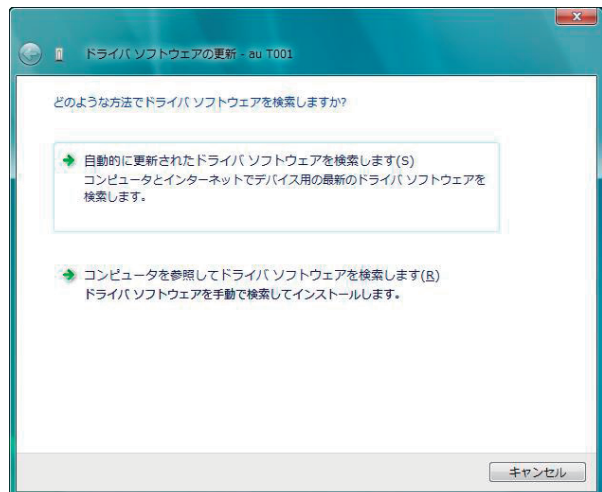 ドライバ ソフトウェアの更新 - au T001
どのような方法でドライバ ソフトウェアを検索しますか?
自動的に更新されたドライバ ソフトウェアを検索します(S)
コンピュータとインターネットでデバイス用の最新のドライバ ソフトウェアを
検索します。
コンピュータを参照してドライバ ソフトウェアを検索します(R)
ドライバ ソフトウェアを手動で検索してインストールします。
キャンセル